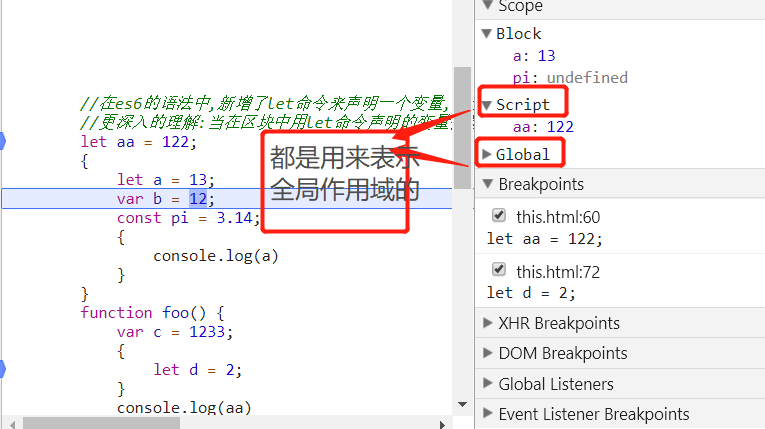 //在es6的语法中,新增了let命令来声明一个变量,
//更深入的理解:当在区块中用let命令声明的变量
let aa = 122;
{
let a = 13;
var b = 12;
const pi = 3.14;
{
console.log(a)
}
}
function foo() {
var c = 1233;
{
let d = 2;
}
console.log(aa)
都是用来表示
全局作用域的
Scope
Block
a: 13
pi: undefined
Script
aa: 122
Global
Breakpoints
this.html:60
let aa = 122;
this.html:72
let d = 2;
XHR Breakpoints
DOM Breakpoints
Global Listeners
Event Listener Breakpoints